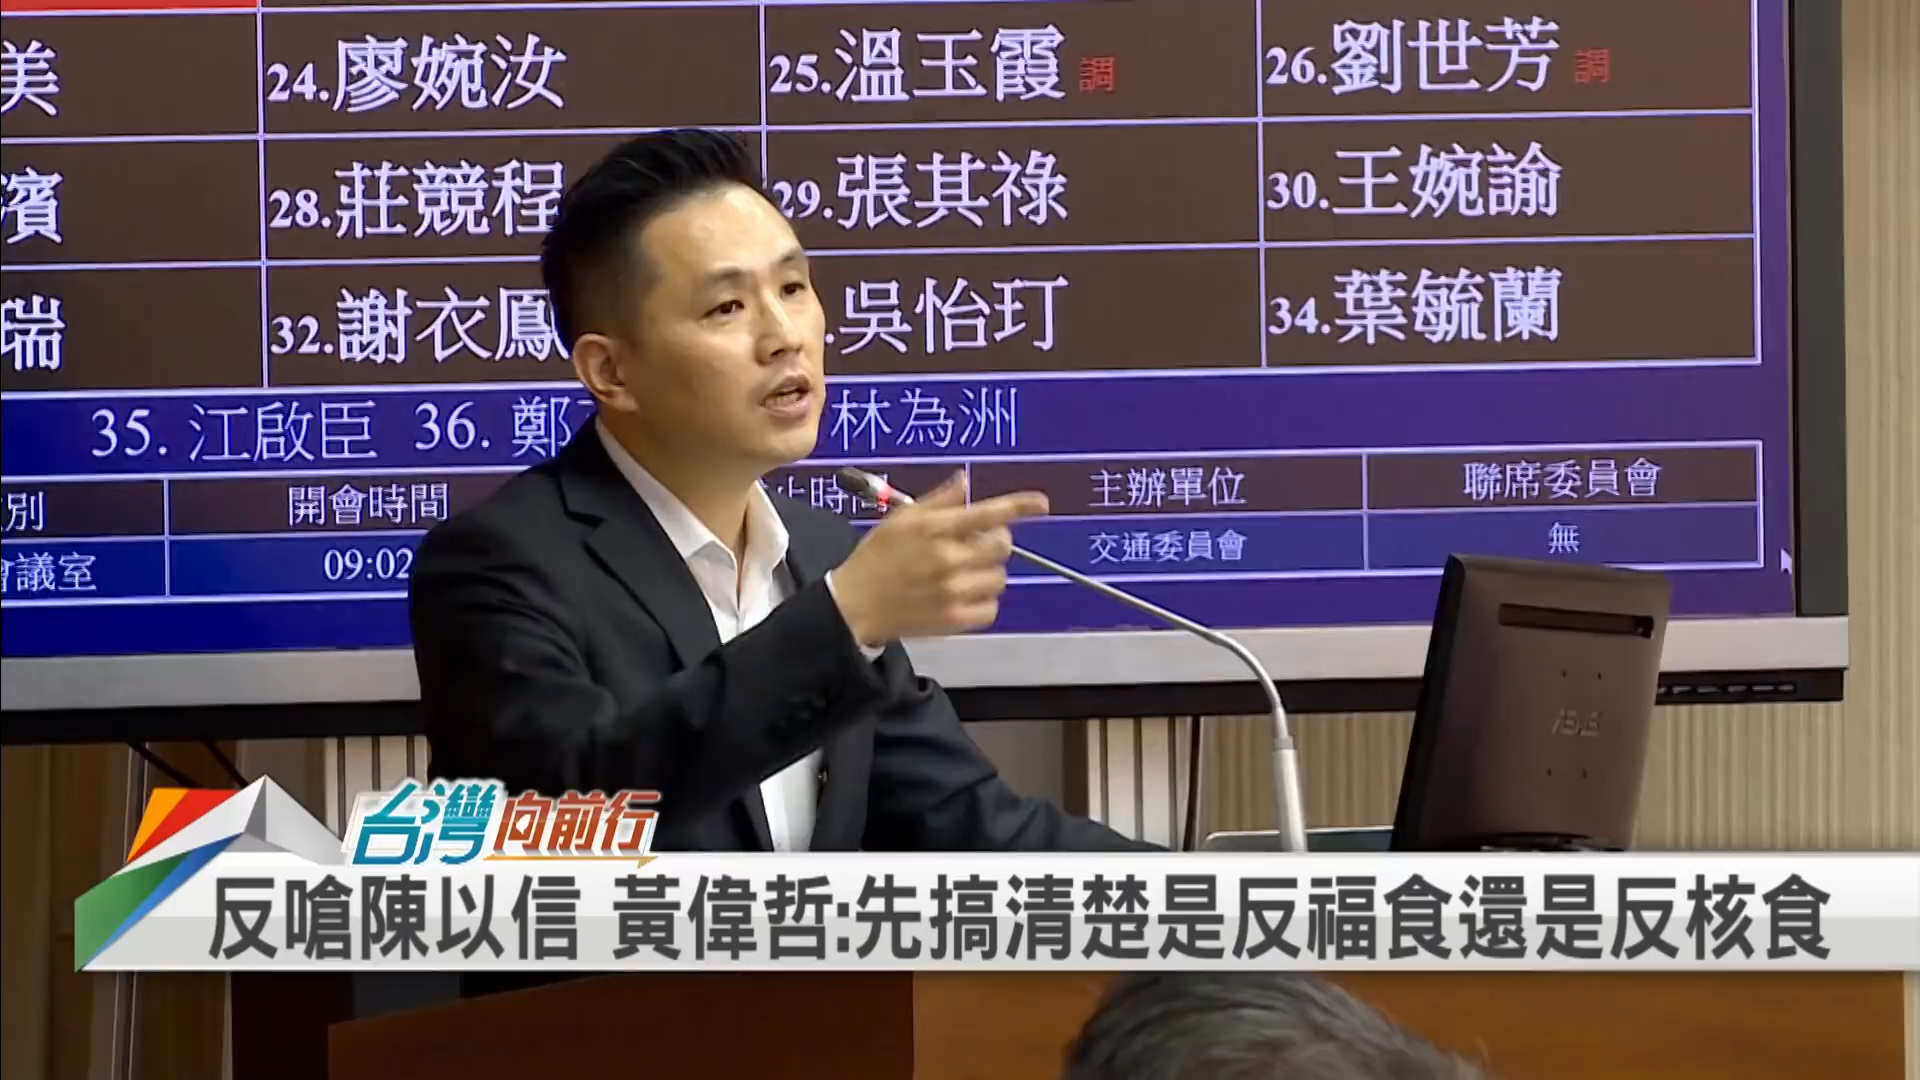 美 24.廖婉汝 25.溫玉霞 調 26.劉世芳 調
濱 28.莊競程 29.張其祿 30.王婉諭
瑞 32.謝衣鳳 吳怡玎 34.葉毓蘭
35. 江啟臣 36. 鄭 林為洲
別 開會時間 止時間 主辦單位 聯席委員會
會議室 09:02 交通委員會 無
台灣向前行
反嗆陳以信 黃偉哲:先搞清楚是反福食還是反核食